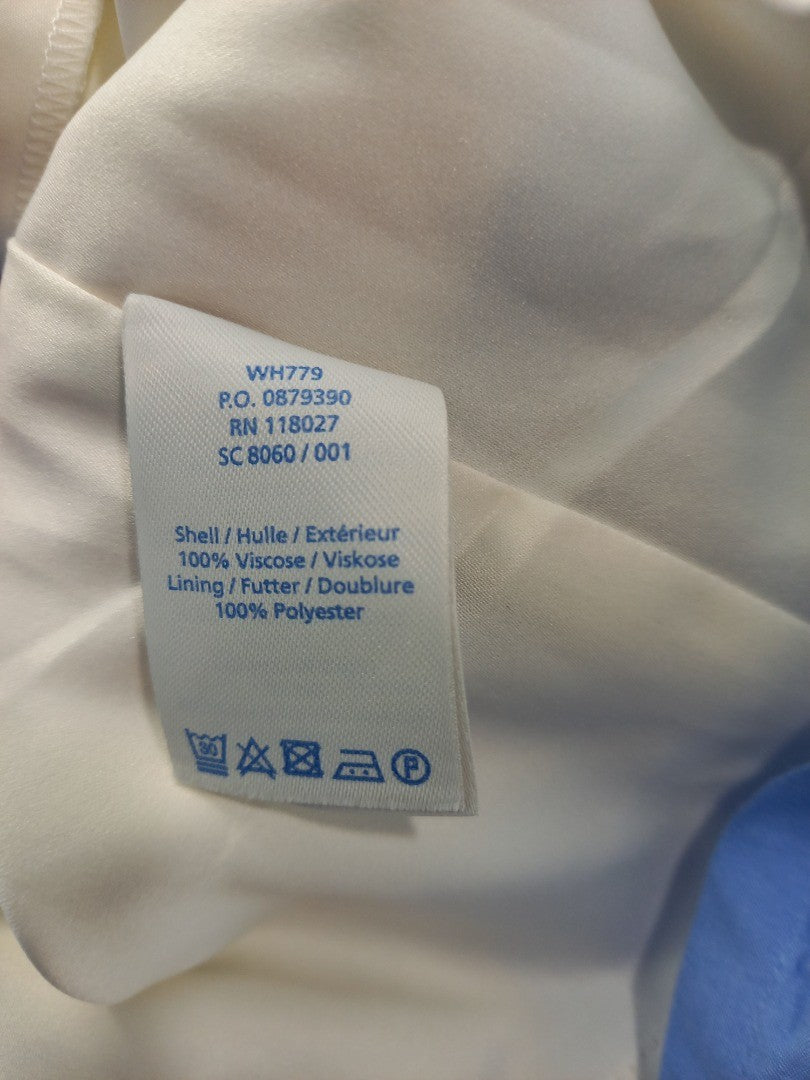 WH779
P.O. 0879390
RN 118027
SC 8060 / 001
Shell / Hulle / Extérieur
100% Viscose / Viskose
Lining / Futter / Doublure
100% Polyester
30
P